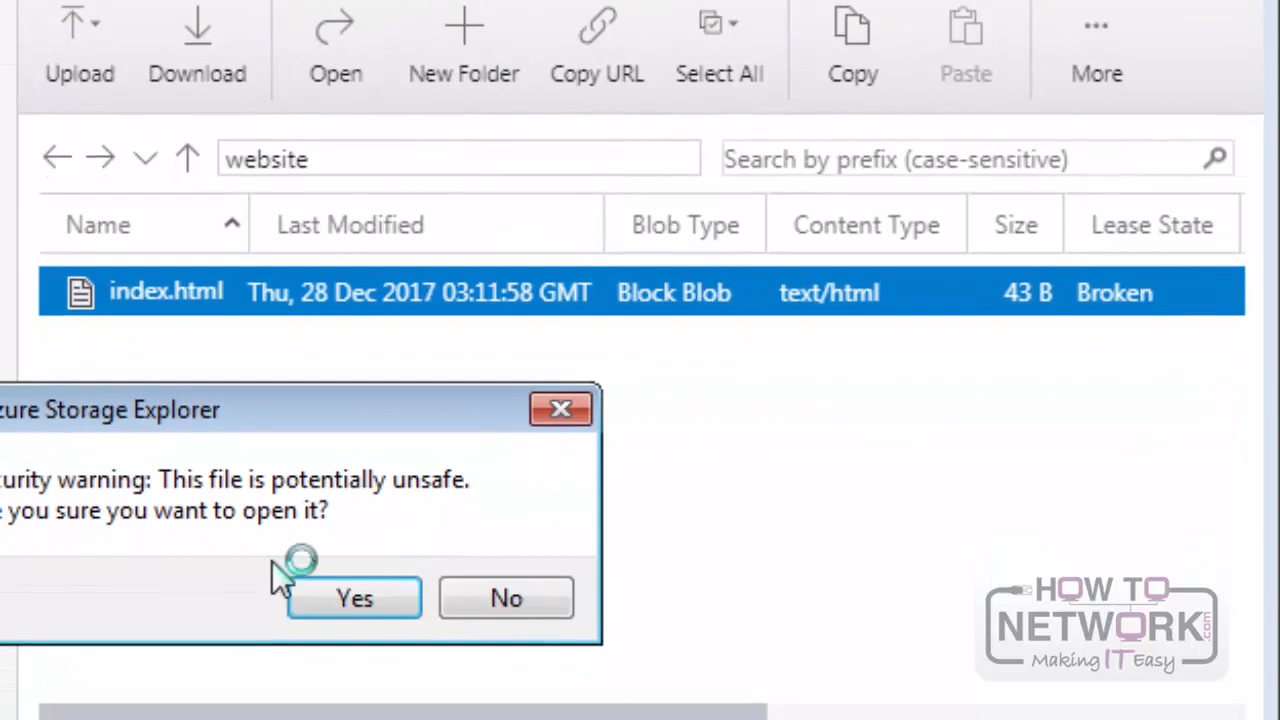 Upload Download Open New Folder Copy URL Select All Copy Paste More
website Search by prefix (case-sensitive)
Name Last Modified Blob Type Content Type Size Lease State
index.html Thu, 28 Dec 2017 03:11:58 GMT Block Blob text/html 43 B Broken
zure Storage Explorer
curity warning: This file is potentially unsafe.
e you sure you want to open it?
Yes No
HOW TO
NETWORK.com
Making IT Easy